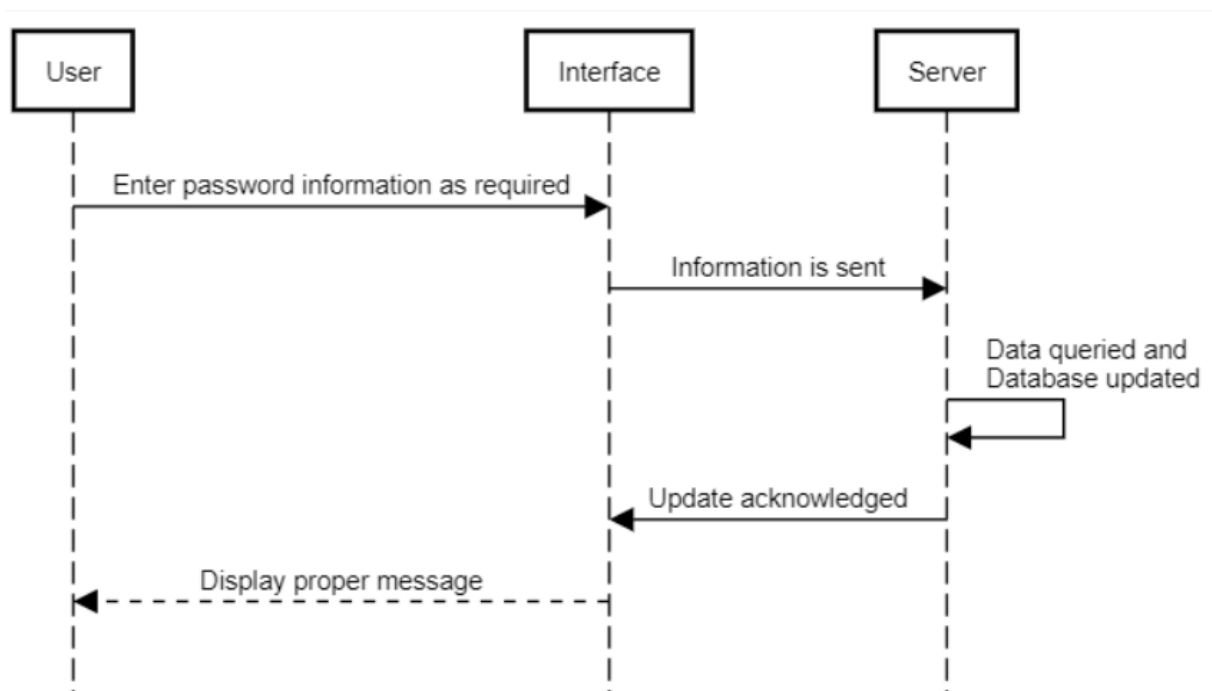 User
Interface
Server
Enter password information as required
Information is sent
Data queried and
Database updated
Update acknowledged
Display proper message